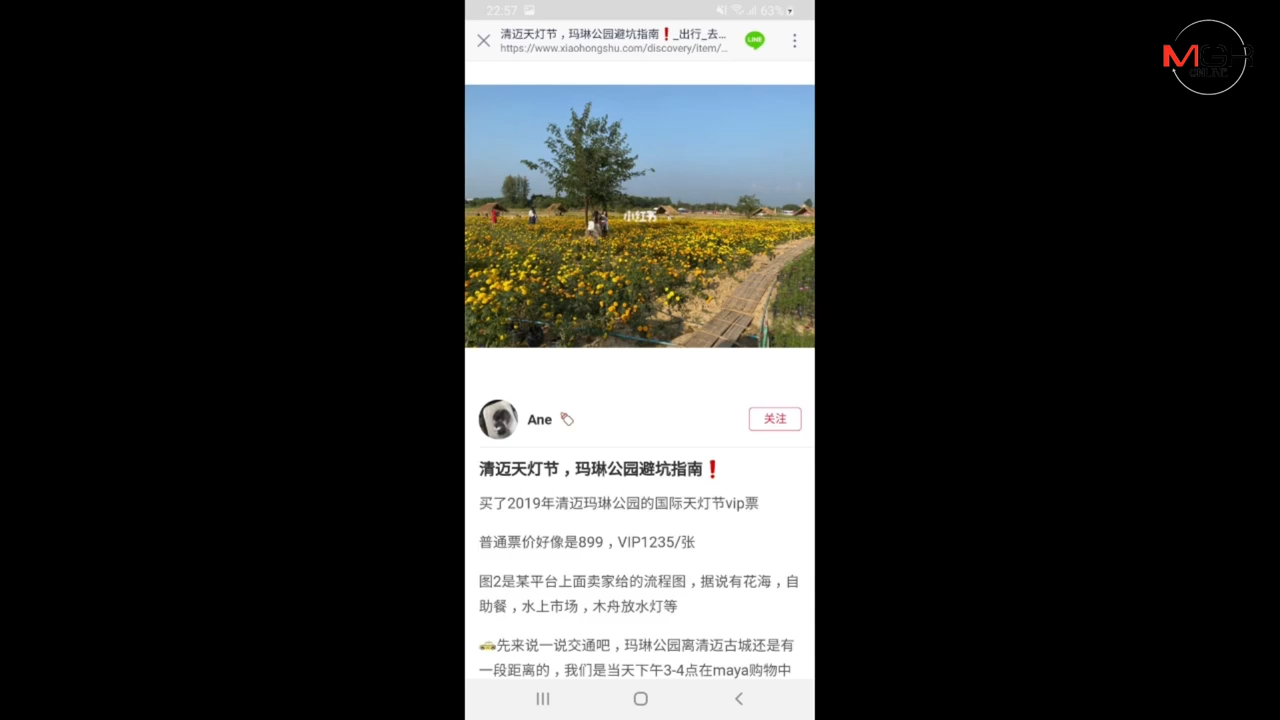 22:57
63%
清迈天灯节，玛琳公园避坑指南❗_出行_去...
https://www.xiaohongshu.com/discovery/item/...
LINE
MGR
ONLINE
小红书
Ane
关注
清迈天灯节，玛琳公园避坑指南❗
买了2019年清迈玛琳公园的国际天灯节vip票
普通票价好像是899，VIP1235/张
图2是某平台上面卖家给的流程图，据说有花海，自
助餐，水上市场，木舟放水灯等
🚕先来说一说交通吧，玛琳公园离清迈古城还是有
一段距离的，我们是当天下午3-4点在maya购物中